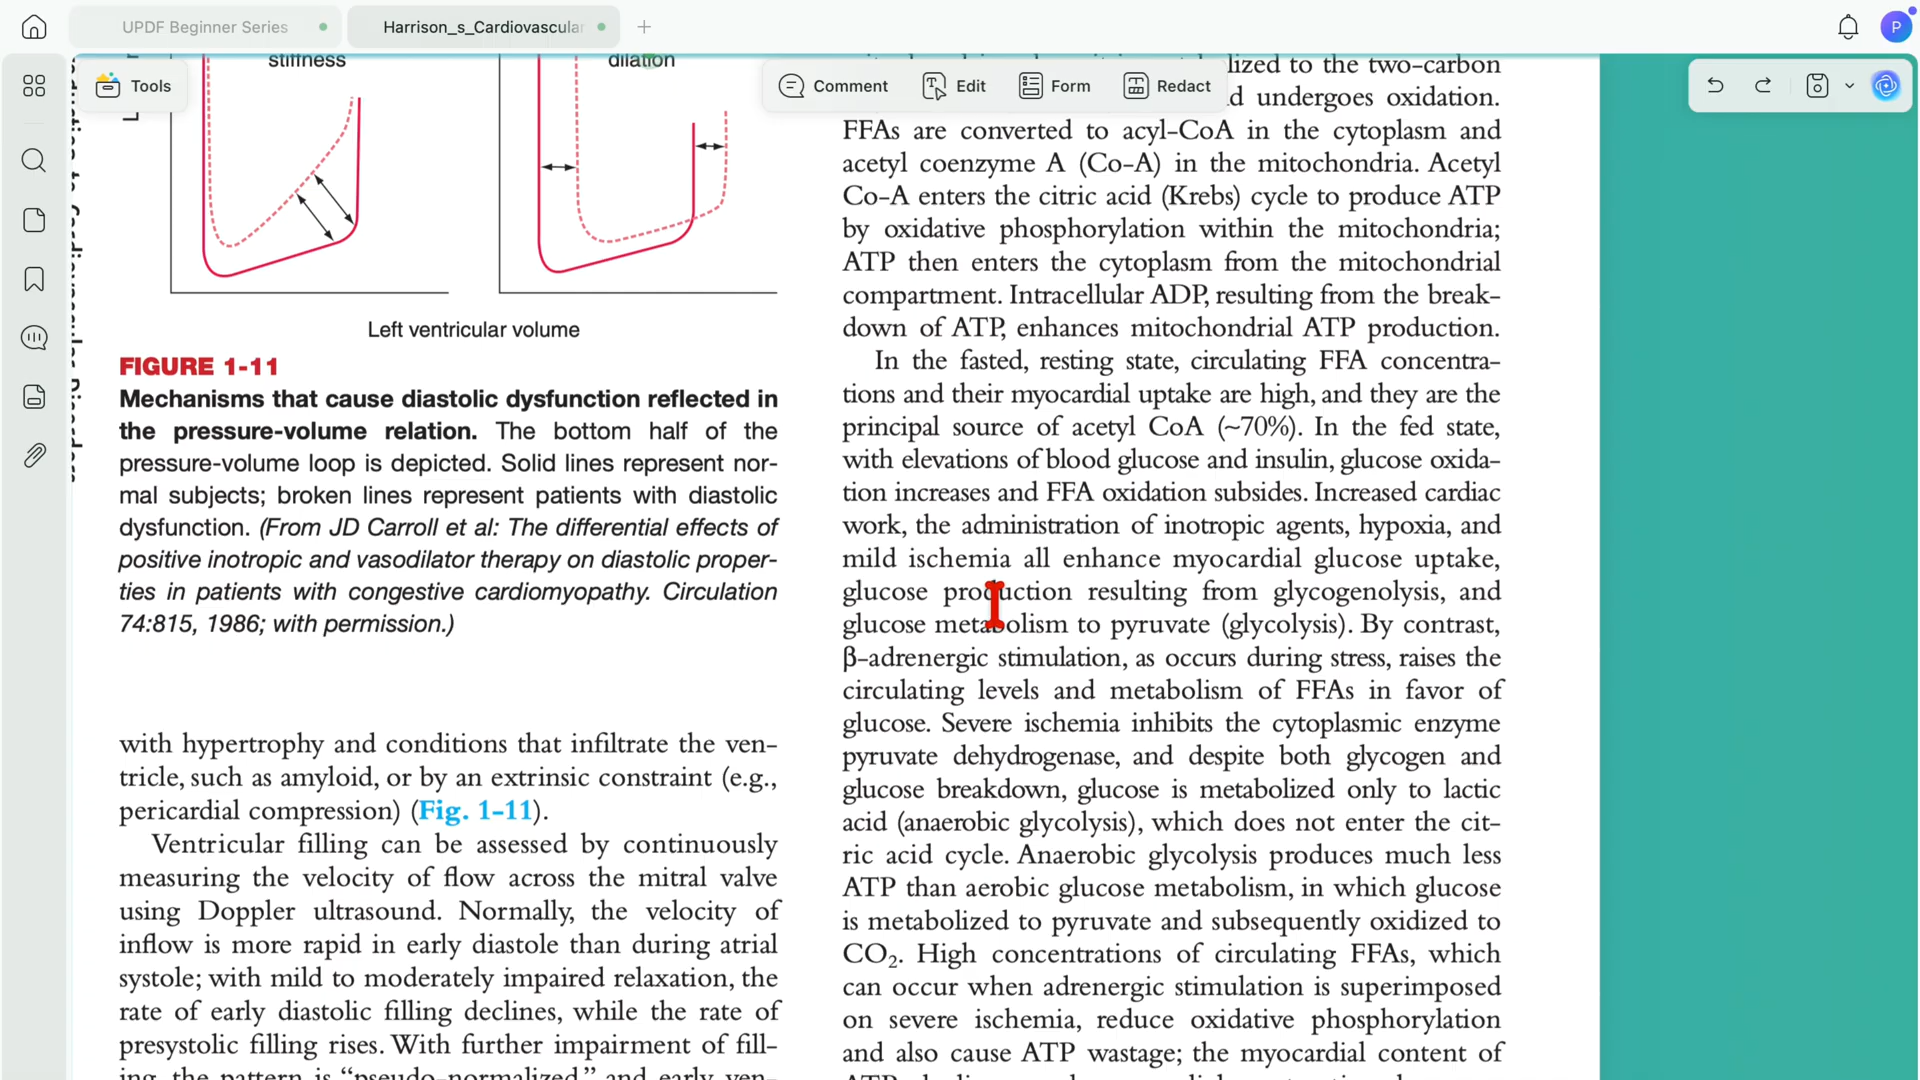 UPDF Beginner Series
Harrison_s_Cardiovascular
P
Tools
Comment
Edit
Form
Redact
stiffness
dilation
Left ventricular volume
FIGURE 1-11
Mechanisms that cause diastolic dysfunction reflected in
the pressure-volume relation. The bottom half of the
pressure-volume loop is depicted. Solid lines represent nor-
mal subjects; broken lines represent patients with diastolic
dysfunction. (From JD Carroll et al: The differential effects of
positive inotropic and vasodilator therapy on diastolic proper-
ties in patients with congestive cardiomyopathy. Circulation
74:815, 1986; with permission.)
with hypertrophy and conditions that infiltrate the ven-
tricle, such as amyloid, or by an extrinsic constraint (e.g.,
pericardial compression) (Fig. 1-11).
Ventricular filling can be assessed by continuously
measuring the velocity of flow across the mitral valve
using Doppler ultrasound. Normally, the velocity of
inflow is more rapid in early diastole than during atrial
systole; with mild to moderately impaired relaxation, the
rate of early diastolic filling declines, while the rate of
presystolic filling rises. With further impairment of fill-
ing, the pattern is “pseudo-normalized,” and early ven-
lized to the two-carbon
d undergoes oxidation.
FFAs are converted to acyl-CoA in the cytoplasm and
acetyl coenzyme A (Co-A) in the mitochondria. Acetyl
Co-A enters the citric acid (Krebs) cycle to produce ATP
by oxidative phosphorylation within the mitochondria;
ATP then enters the cytoplasm from the mitochondrial
compartment. Intracellular ADP, resulting from the break-
down of ATP, enhances mitochondrial ATP production.
In the fasted, resting state, circulating FFA concentra-
tions and their myocardial uptake are high, and they are the
principal source of acetyl CoA (~70%). In the fed state,
with elevations of blood glucose and insulin, glucose oxida-
tion increases and FFA oxidation subsides. Increased cardiac
work, the administration of inotropic agents, hypoxia, and
mild ischemia all enhance myocardial glucose uptake,
glucose production resulting from glycogenolysis, and
glucose metabolism to pyruvate (glycolysis). By contrast,
β-adrenergic stimulation, as occurs during stress, raises the
circulating levels and metabolism of FFAs in favor of
glucose. Severe ischemia inhibits the cytoplasmic enzyme
pyruvate dehydrogenase, and despite both glycogen and
glucose breakdown, glucose is metabolized only to lactic
acid (anaerobic glycolysis), which does not enter the cit-
ric acid cycle. Anaerobic glycolysis produces much less
ATP than aerobic glucose metabolism, in which glucose
is metabolized to pyruvate and subsequently oxidized to
CO₂. High concentrations of circulating FFAs, which
can occur when adrenergic stimulation is superimposed
on severe ischemia, reduce oxidative phosphorylation
and also cause ATP wastage; the myocardial content of